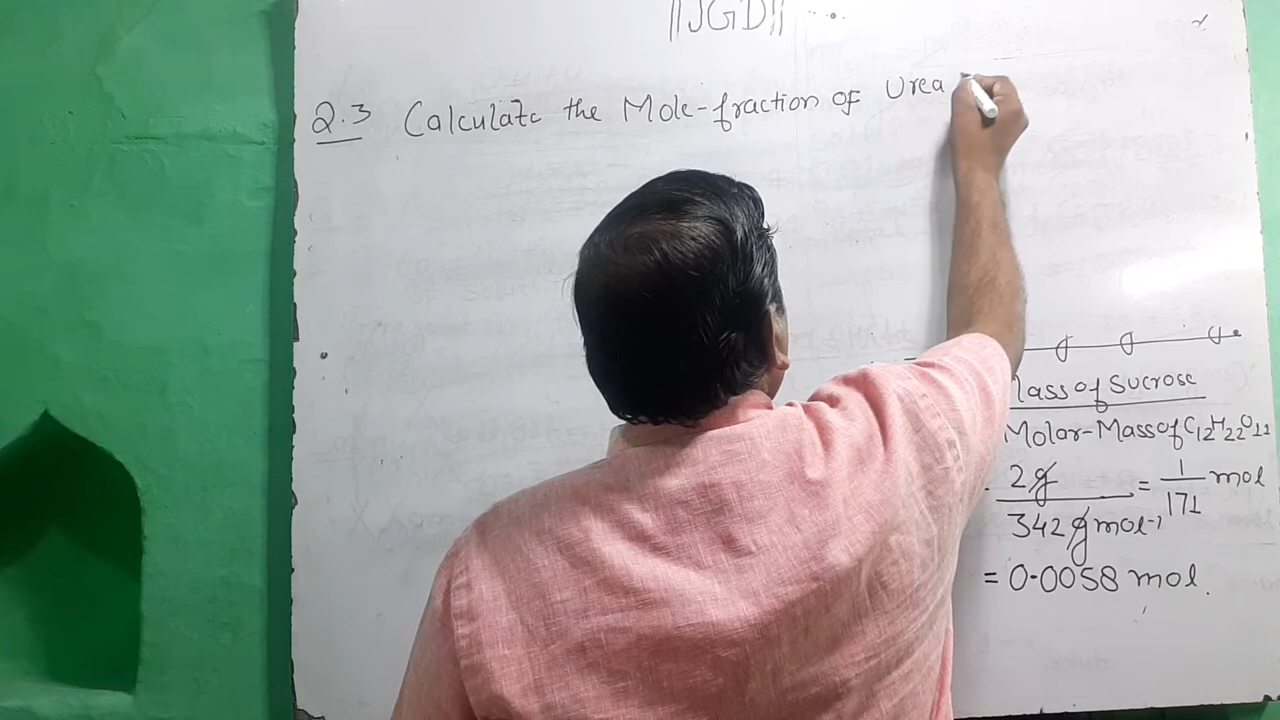 ||JGD||
Q.3 Calculate the Mole-fraction of Urea
Mass of Sucrose
Molar-Mass of C12H22O11
2g
342 g mol-1
= 1
171
mol
= 0.0058 mol.